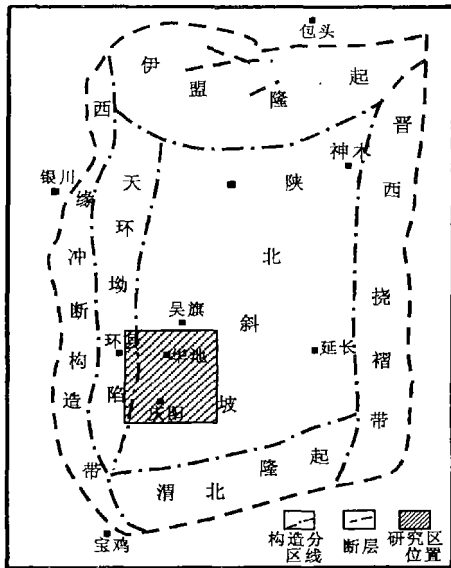 包头
伊盟隆起
西缘冲断构造带
晋西挠褶带
神木
银川
天环坳陷
陕北斜坡
吴旗
环县
华池
延长
庆阳
渭北隆起
宝鸡
构造分区线
断层
研究区位置